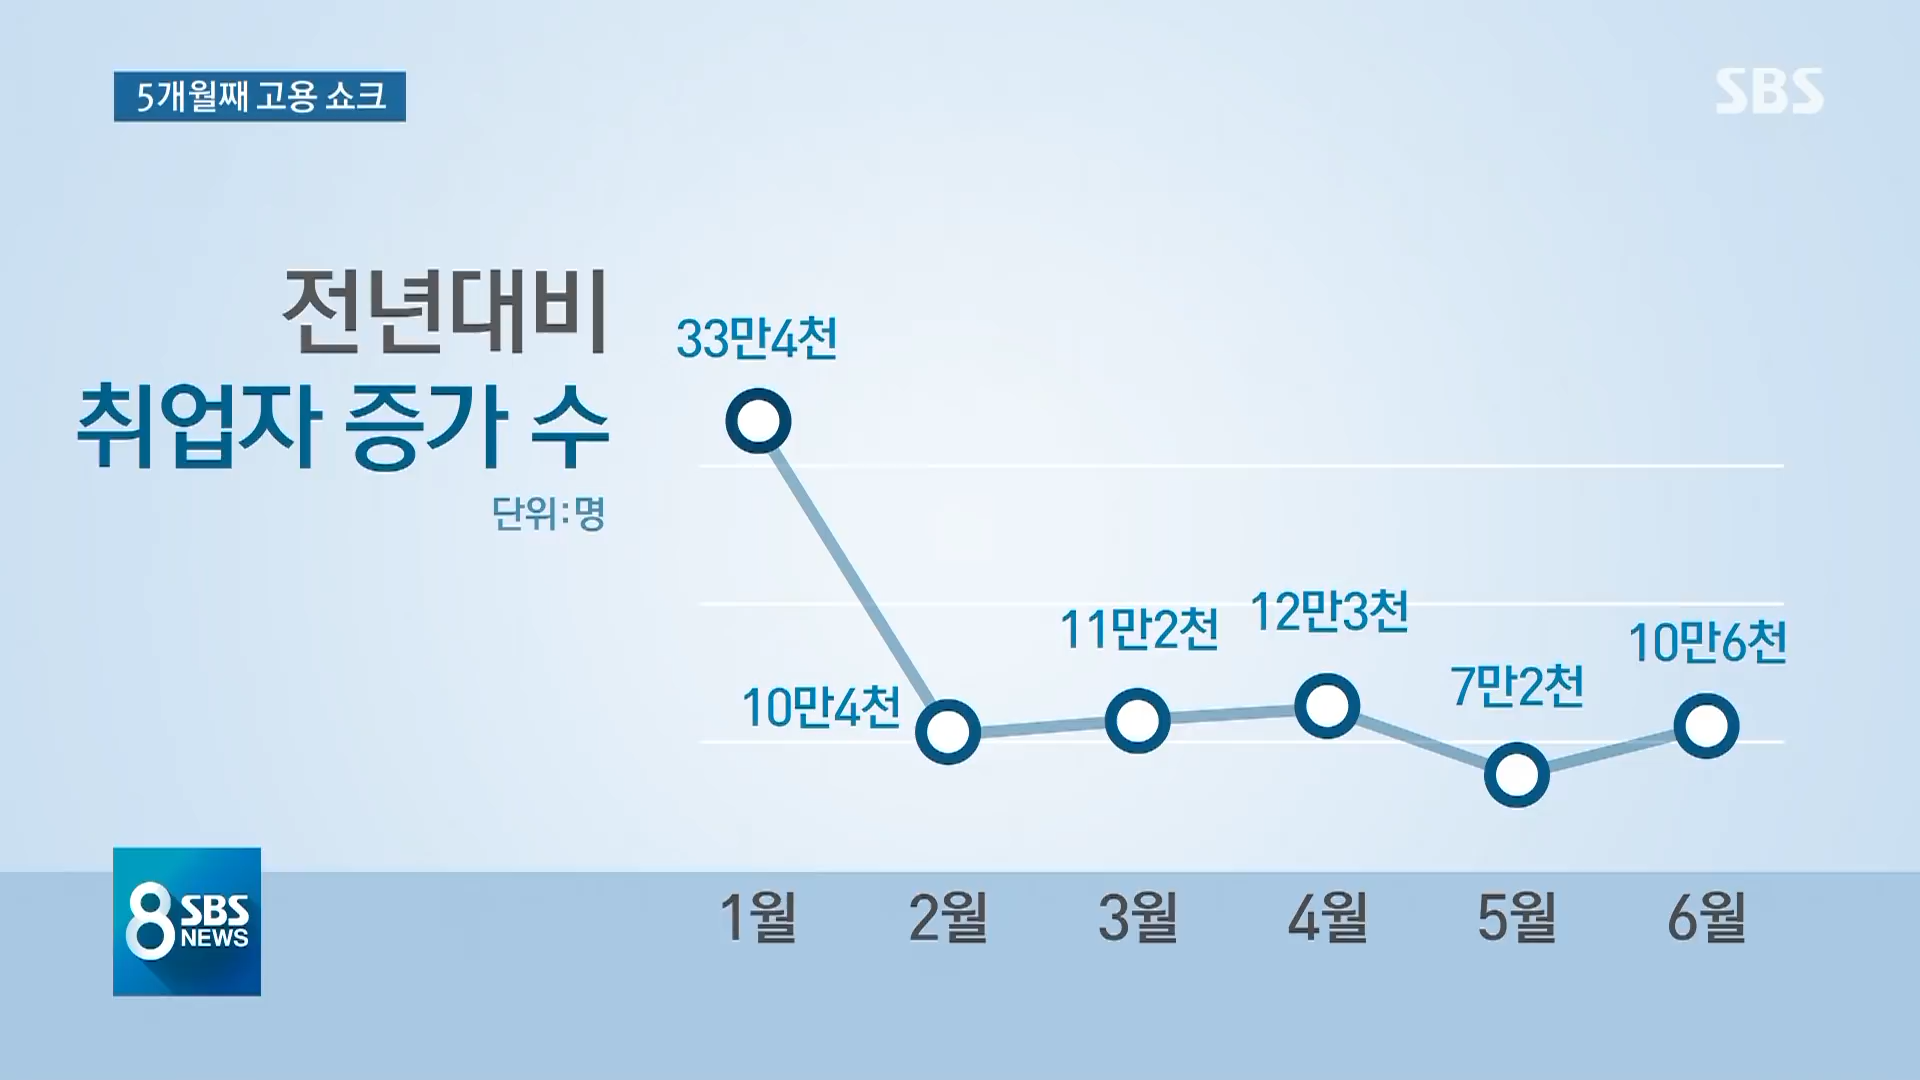 5개월째 고용 쇼크
SBS
전년대비
취업자 증가 수
단위:명
33만4천
10만4천
11만2천
12만3천
7만2천
10만6천
1월
2월
3월
4월
5월
6월
8 SBS
NEWS